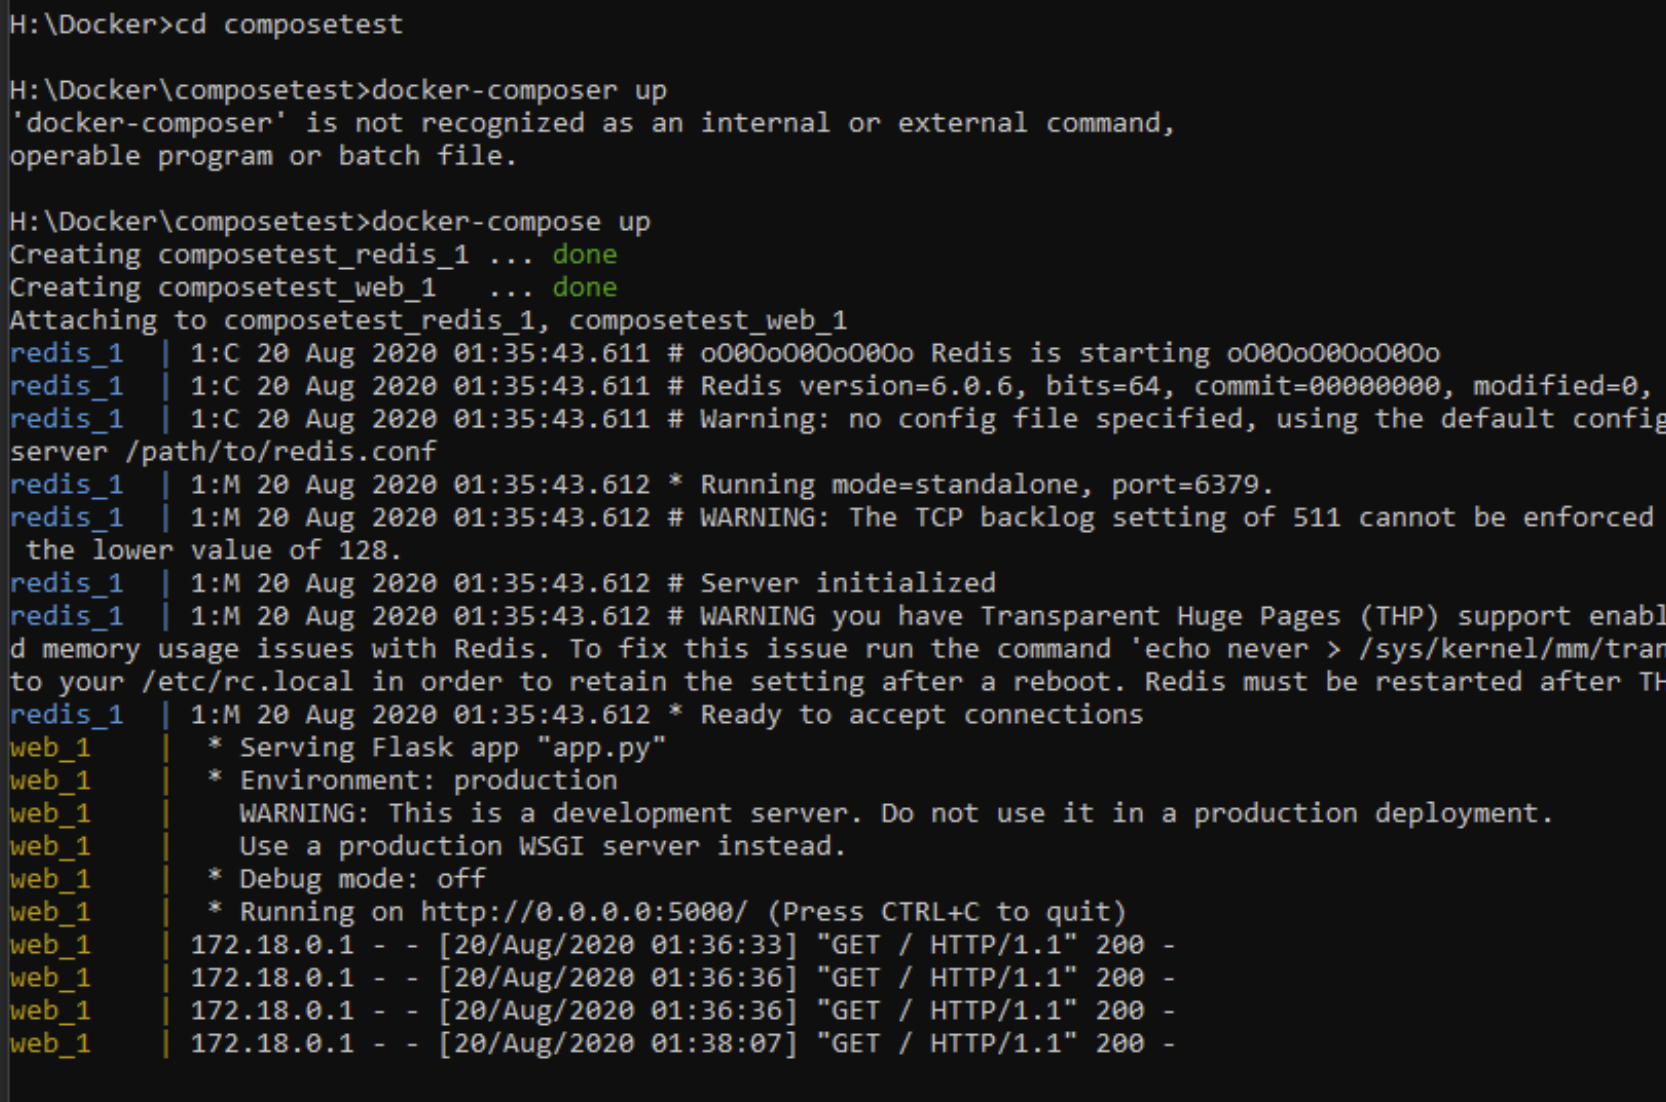 H:\Docker>cd composetest
H:\Docker\composetest>docker-composer up
'docker-composer' is not recognized as an internal or external command,
operable program or batch file.
H:\Docker\composetest>docker-compose up
Creating composetest_redis_1 ... done
Creating composetest_web_1   ... done
Attaching to composetest_redis_1, composetest_web_1
redis_1  | 1:C 20 Aug 2020 01:35:43.611 # oO0OoO0OoO0Oo Redis is starting oO0OoO0OoO0Oo
redis_1  | 1:C 20 Aug 2020 01:35:43.611 # Redis version=6.0.6, bits=64, commit=00000000, modified=0,
redis_1  | 1:C 20 Aug 2020 01:35:43.611 # Warning: no config file specified, using the default config
server /path/to/redis.conf
redis_1  | 1:M 20 Aug 2020 01:35:43.612 * Running mode=standalone, port=6379.
redis_1  | 1:M 20 Aug 2020 01:35:43.612 # WARNING: The TCP backlog setting of 511 cannot be enforced
the lower value of 128.
redis_1  | 1:M 20 Aug 2020 01:35:43.612 # Server initialized
redis_1  | 1:M 20 Aug 2020 01:35:43.612 # WARNING you have Transparent Huge Pages (THP) support enabl
d memory usage issues with Redis. To fix this issue run the command 'echo never > /sys/kernel/mm/tran
to your /etc/rc.local in order to retain the setting after a reboot. Redis must be restarted after TH
redis_1  | 1:M 20 Aug 2020 01:35:43.612 * Ready to accept connections
web_1    |  * Serving Flask app "app.py"
web_1    |  * Environment: production
web_1    |    WARNING: This is a development server. Do not use it in a production deployment.
web_1    |    Use a production WSGI server instead.
web_1    |  * Debug mode: off
web_1    |  * Running on http://0.0.0.0:5000/ (Press CTRL+C to quit)
web_1    | 172.18.0.1 - - [20/Aug/2020 01:36:33] "GET / HTTP/1.1" 200 -
web_1    | 172.18.0.1 - - [20/Aug/2020 01:36:36] "GET / HTTP/1.1" 200 -
web_1    | 172.18.0.1 - - [20/Aug/2020 01:36:36] "GET / HTTP/1.1" 200 -
web_1    | 172.18.0.1 - - [20/Aug/2020 01:38:07] "GET / HTTP/1.1" 200 -